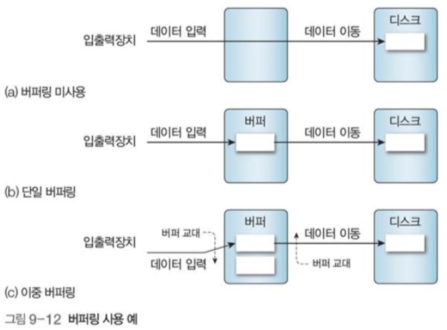 디스크
입출력장치 데이터 입력 데이터 이동
(a) 버퍼링 미사용
버퍼 디스크
입출력장치 데이터 입력 데이터 이동
(b) 단일 버퍼링
버퍼 디스크
버퍼 교대 데이터 이동
입출력장치
데이터 입력 버퍼 교대
(c) 이중 버퍼링
그림 9-12 버퍼링 사용 예